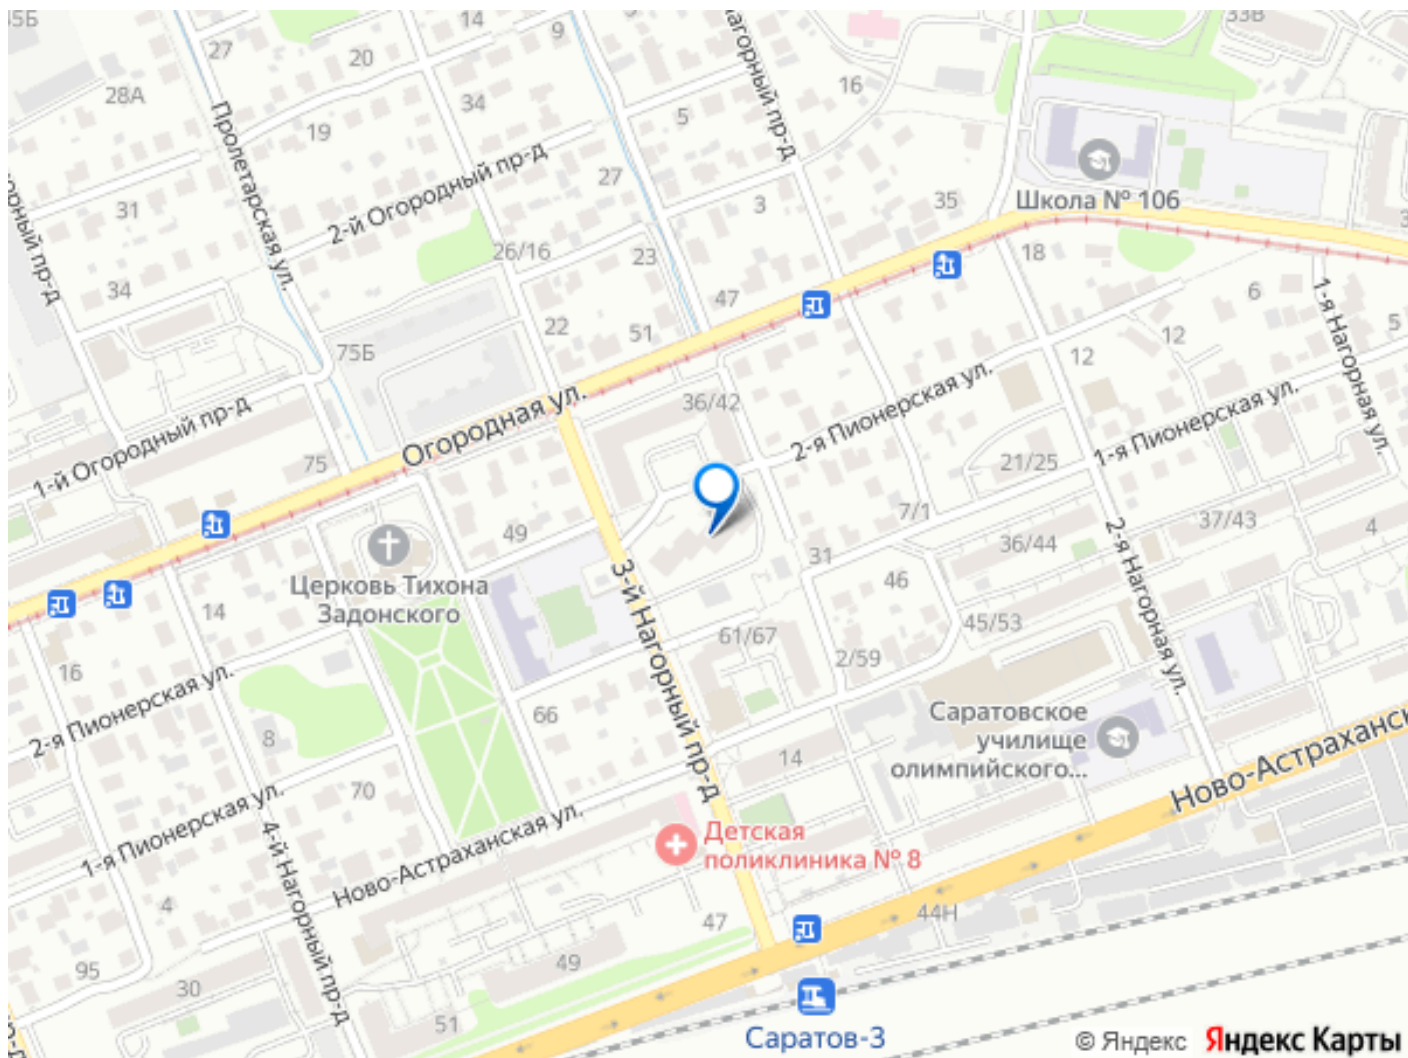 14
9
33В
27
20
28А
34
16
19
5
Пролетарская ул.
2-й Огородный пр-д
27
Школа № 106
31
3
35
26/16
23
18
34
47
6
1-я Нагорная ул.
22
51
5
75Б
12
12
36/42
2-я Пионерская ул.
1-й Огородный пр-д
Огородная ул.
1-я Пионерская ул.
75
21/25
49
7/1
37/43
4
36/44
31
46
Церковь Тихона
Задонского
3-й Нагорный пр-д
2-я Нагорная ул.
14
61/67
45/53
2/59
16
2-я Пионерская ул.
66
8
Саратовское
училище
олимпийского...
14
70
1-я Пионерская ул.
4-й Нагорный пр-д
Ново-Астраханская ул.
Детская
поликлиника № 8
4
47
44Н
95
49
30
51
Саратов-3
© Яндекс Яндекс Карты